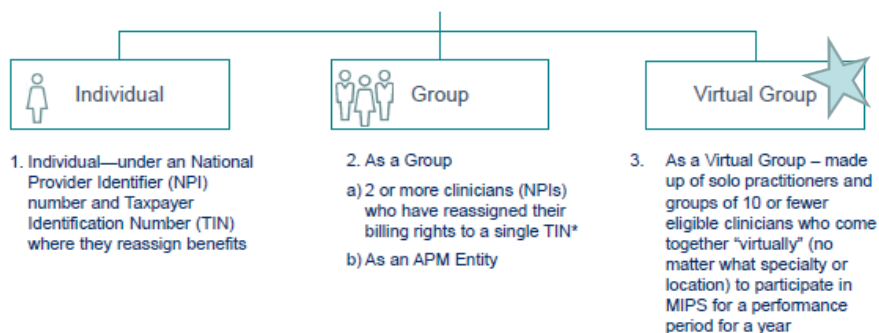 Individual
Group
Virtual Group
1. Individual—under an National
Provider Identifier (NPI)
number and Taxpayer
Identification Number (TIN)
where they reassign benefits
2. As a Group
a) 2 or more clinicians (NPIs)
who have reassigned their
billing rights to a single TIN*
b) As an APM Entity
3. As a Virtual Group – made
up of solo practitioners and
groups of 10 or fewer
eligible clinicians who come
together “virtually” (no
matter what specialty or
location) to participate in
MIPS for a performance
period for a year